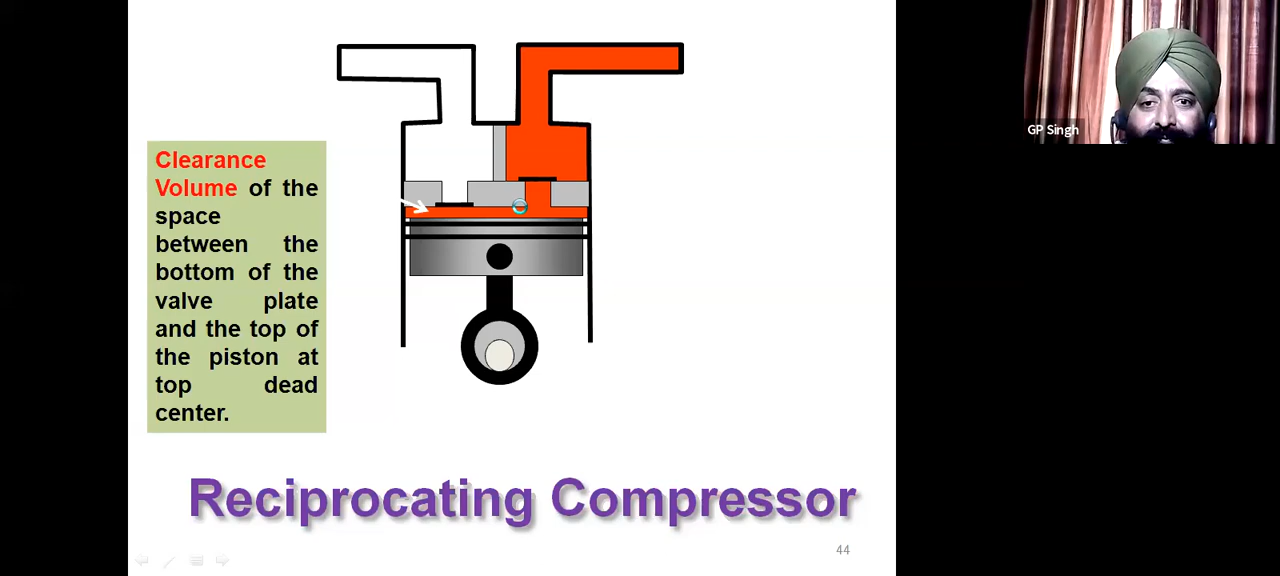 Clearance
Volume of the
space
between the
bottom of the
valve plate
and the top of
the piston at
top dead
center.
GP Singh
Reciprocating Compressor
44